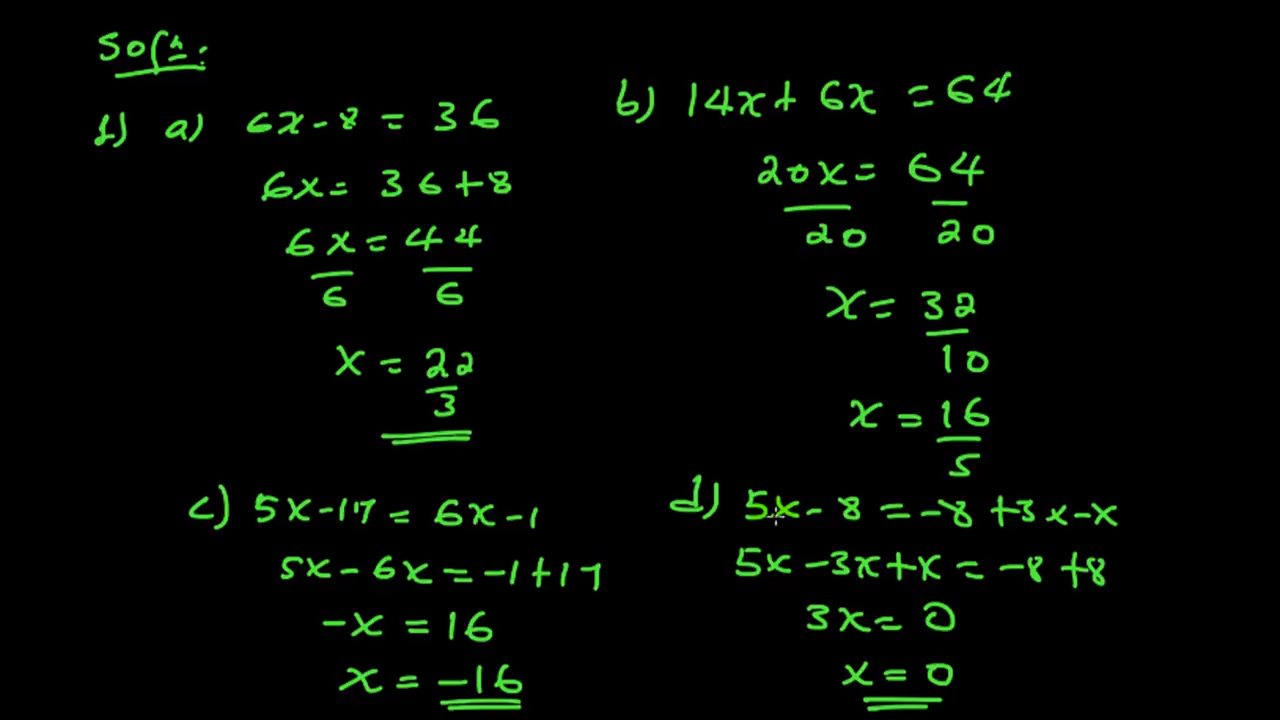 Soln:
1) a) 6x - 8 = 36
6x = 36 + 8
6x = 44
6 6
x = 22
3
b) 14x + 6x = 64
20x = 64
20 20
x = 32
10
x = 16
5
c) 5x - 17 = 6x - 1
5x - 6x = -1 + 17
-x = 16
x = -16
d) 5x - 8 = -8 + 3x - x
5x - 3x + x = -8 + 8
3x = 0
x = 0